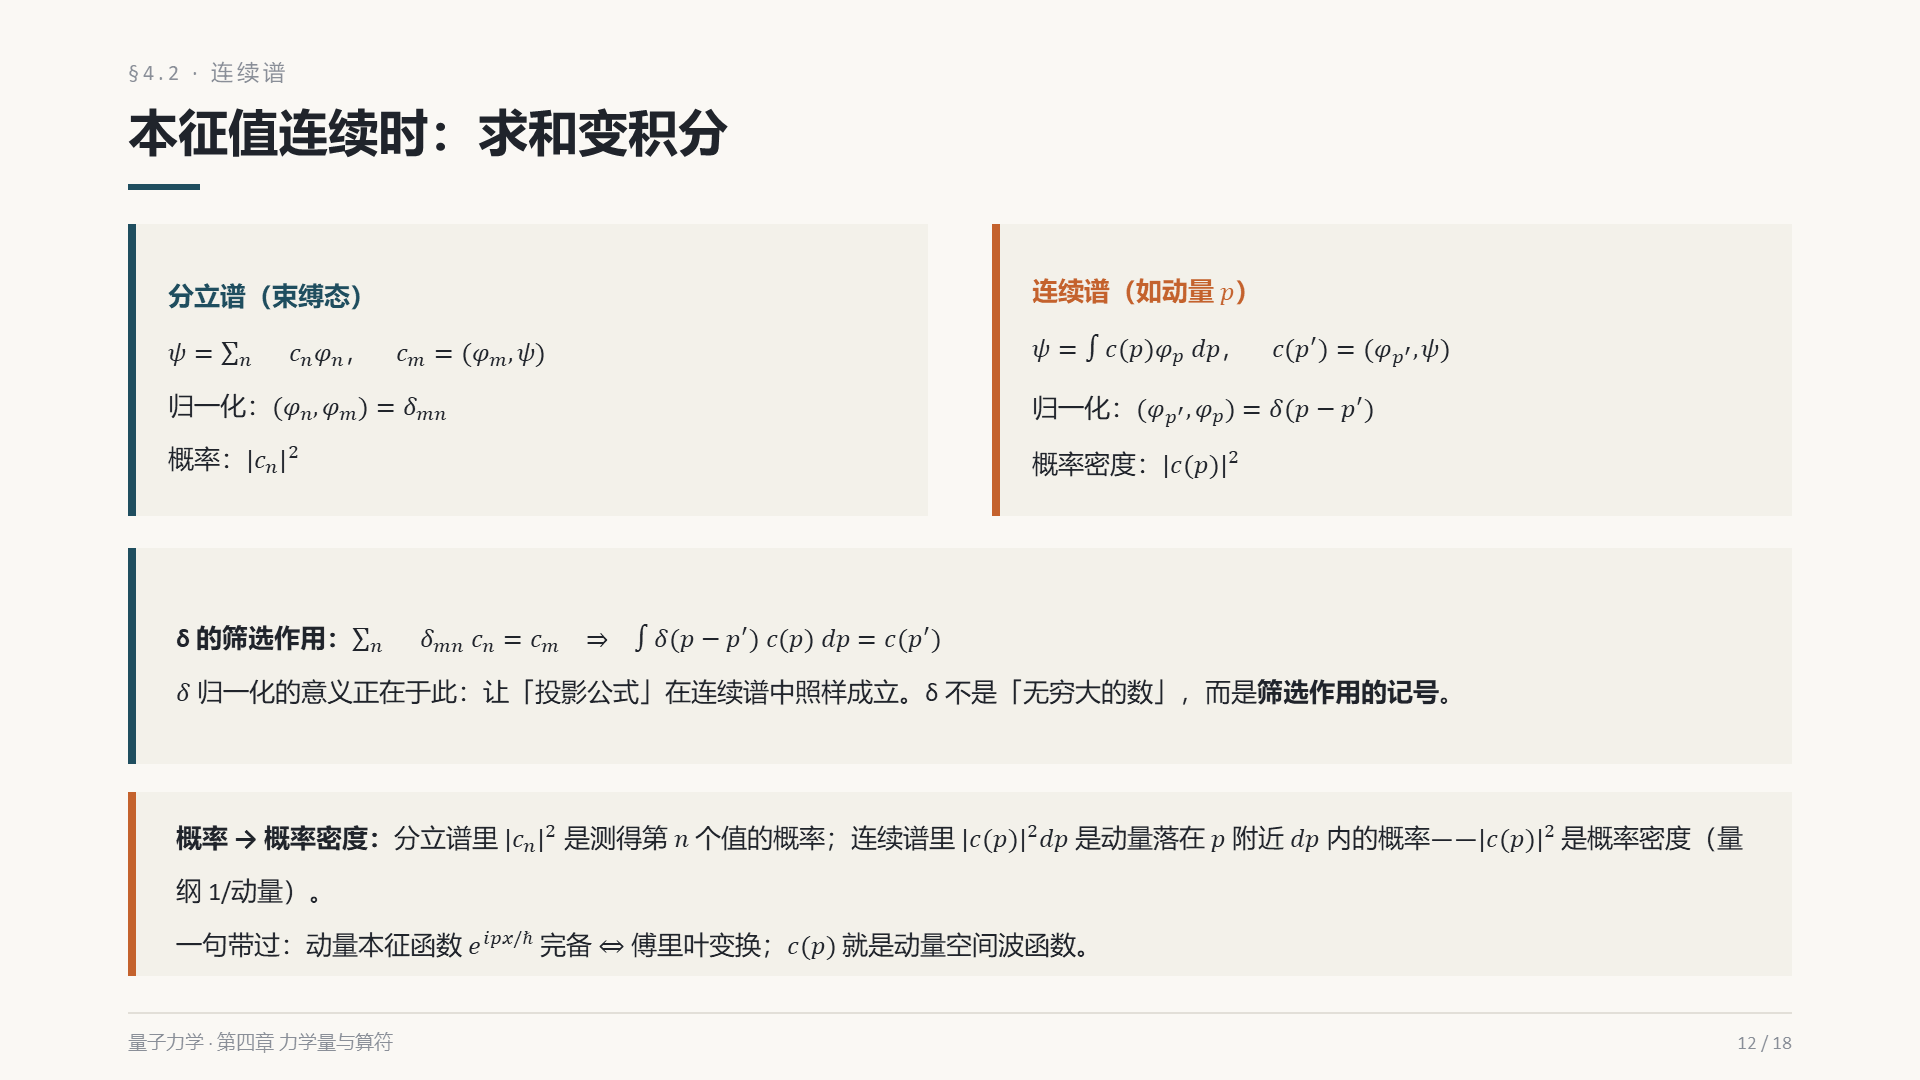 §4.2 · 连续谱
本征值连续时：求和变积分
分立谱（束缚态）
ψ = ∑ₙ cₙφₙ， cₘ = (φₘ, ψ)
归一化：(φₙ, φₘ) = δₘₙ
概率：|cₙ|²
连续谱（如动量 p）
ψ = ∫ c(p)φₚ dp， c(p′) = (φ_{p′}, ψ)
归一化：(φ_{p′}, φₚ) = δ(p − p′)
概率密度：|c(p)|²
δ 的筛选作用：∑ₙ δₘₙ cₙ = cₘ ⇒ ∫ δ(p − p′) c(p) dp = c(p′)
δ 归一化的意义正在于此：让「投影公式」在连续谱中照样成立。δ 不是「无穷大的数」，而是筛选作用的记号。
概率 → 概率密度：分立谱里 |cₙ|² 是测得第 n 个值的概率；连续谱里 |c(p)|²dp 是动量落在 p 附近 dp 内的概率——|c(p)|² 是概率密度（量
纲 1/动量）。
一句带过：动量本征函数 e^{ipx/ℏ} 完备 ⇔ 傅里叶变换；c(p) 就是动量空间波函数。
量子力学 · 第四章 力学量与算符
12 / 18